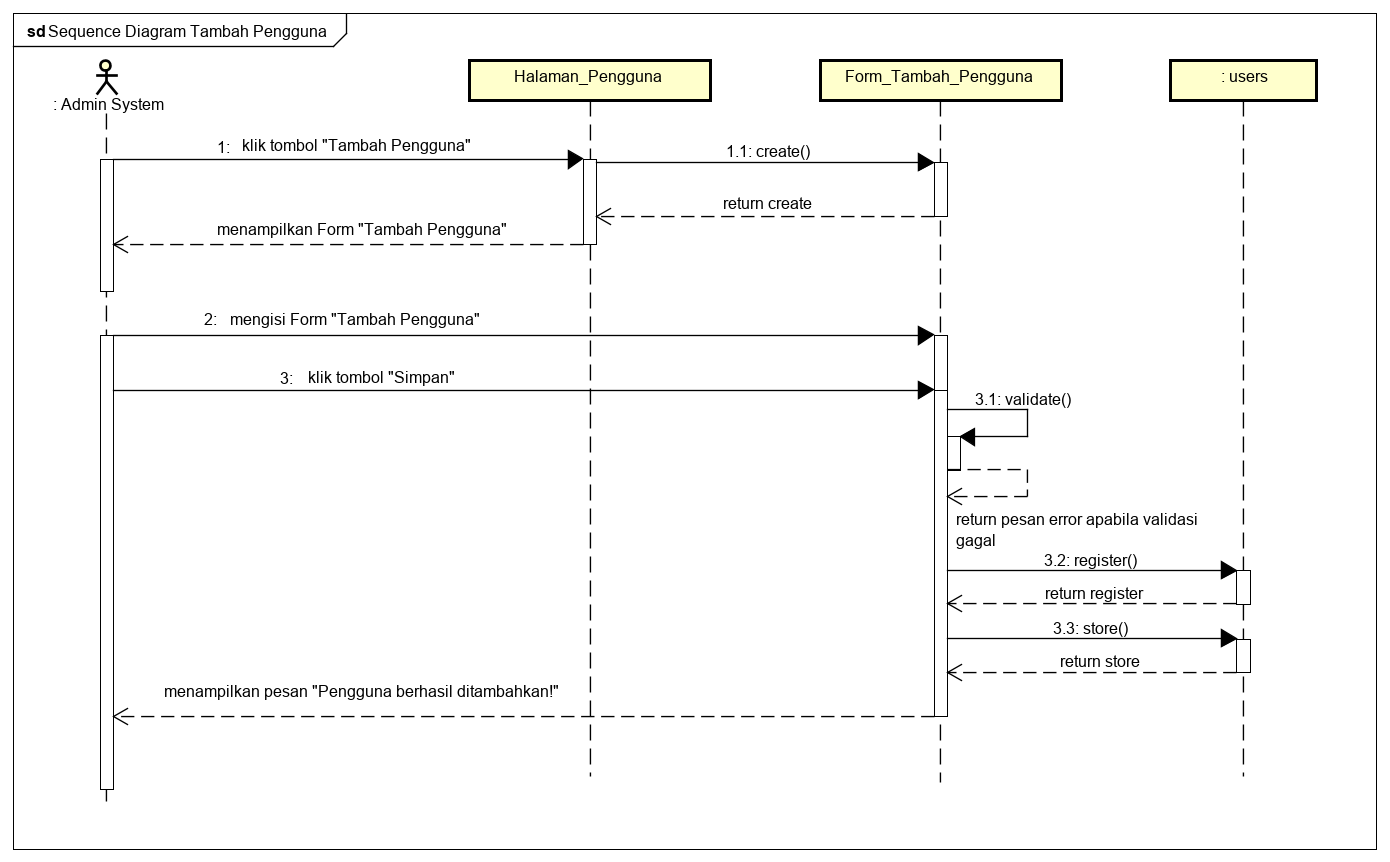 sd Sequence Diagram Tambah Pengguna
: Admin System
Halaman_Pengguna
Form_Tambah_Pengguna
: users
1: klik tombol "Tambah Pengguna"
1.1: create()
return create
menampilkan Form "Tambah Pengguna"
2: mengisi Form "Tambah Pengguna"
3: klik tombol "Simpan"
3.1: validate()
return pesan error apabila validasi
gagal
3.2: register()
return register
3.3: store()
return store
menampilkan pesan "Pengguna berhasil ditambahkan!"